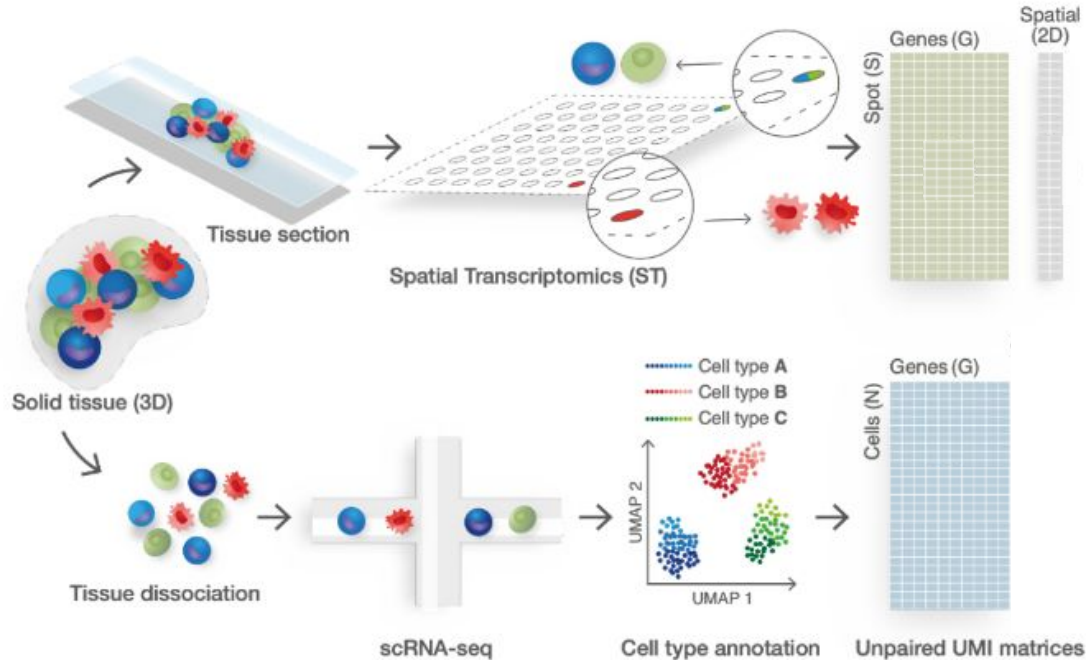 Spatial
(2D)
Genes (G)
Spot (S)
Tissue section
Spatial Transcriptomics (ST)
Solid tissue (3D)
Cell type A
Cell type B
Cell type C
Genes (G)
Cells (N)
UMAP 2
UMAP 1
Tissue dissociation
scRNA-seq
Cell type annotation
Unpaired UMI matrices